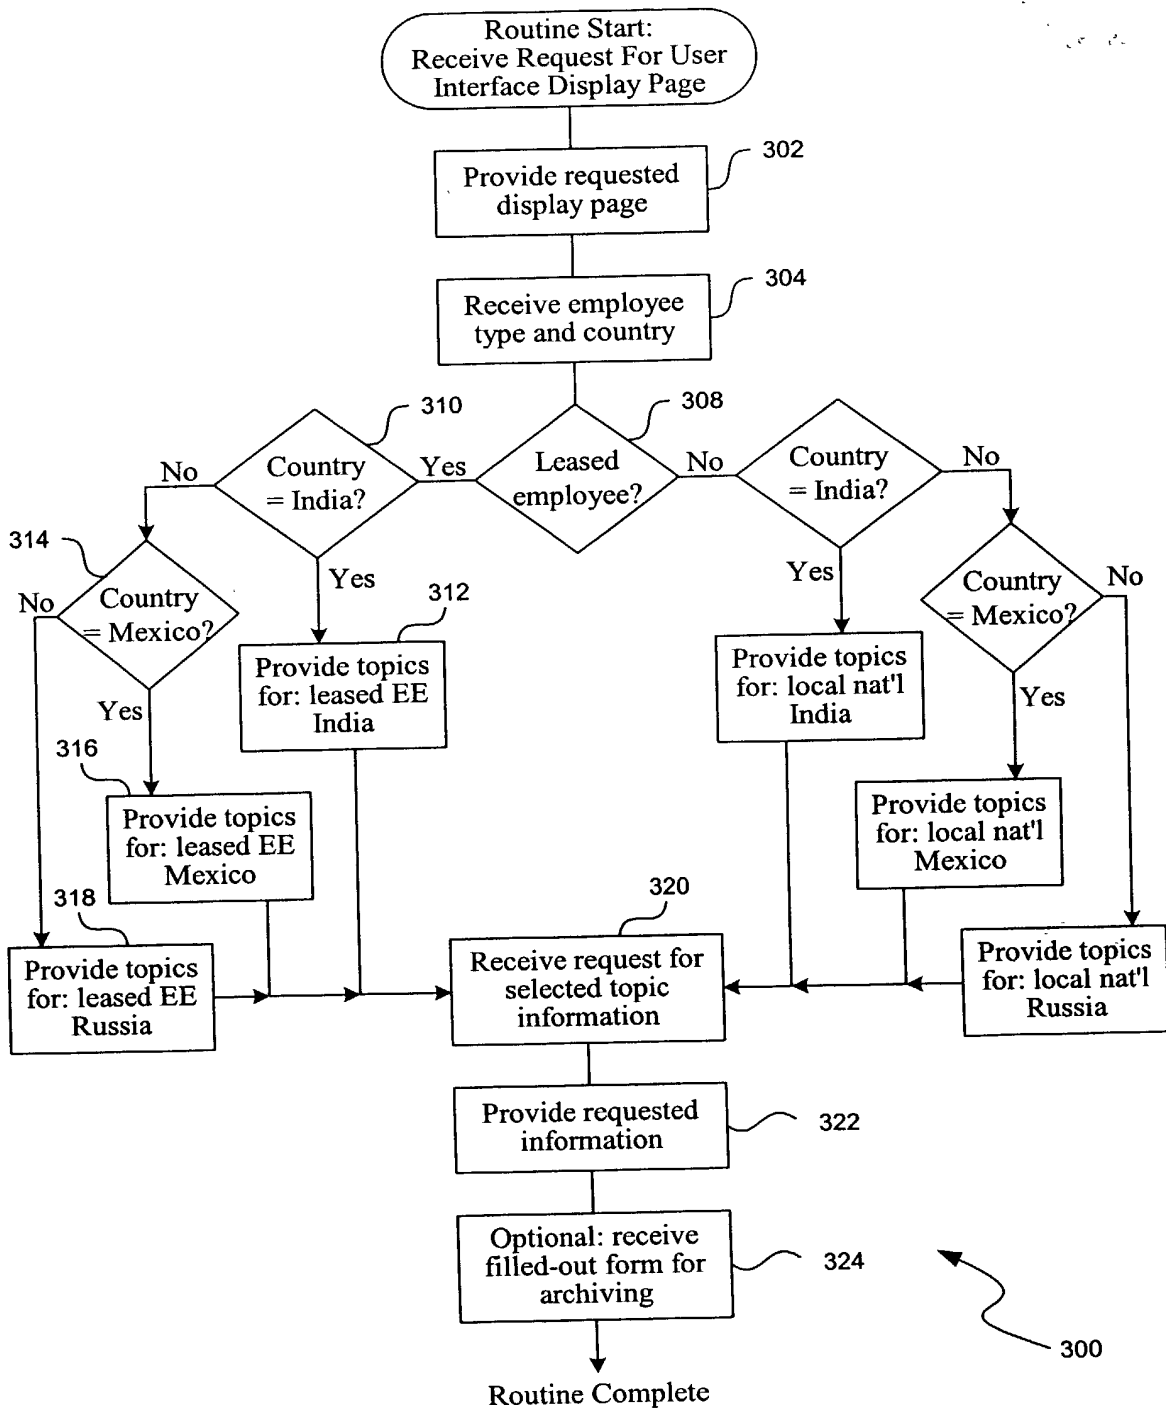 Routine Start:
Receive Request For User
Interface Display Page
302
Provide requested
display page
304
Receive employee
type and country
310
308
No
Country
= India?
Yes
Leased
employee?
No
Country
= India?
No
314
Yes
Yes
No
Country
= Mexico?
312
Country
= Mexico?
No
Provide topics
for: leased EE
India
Provide topics
for: local nat'l
India
Yes
Yes
316
Provide topics
for: leased EE
Mexico
Provide topics
for: local nat'l
Mexico
318
320
Provide topics
for: leased EE
Russia
Receive request for
selected topic
information
Provide topics
for: local nat'l
Russia
Provide requested
information
322
Optional: receive
filled-out form for
archiving
324
300
Routine Complete